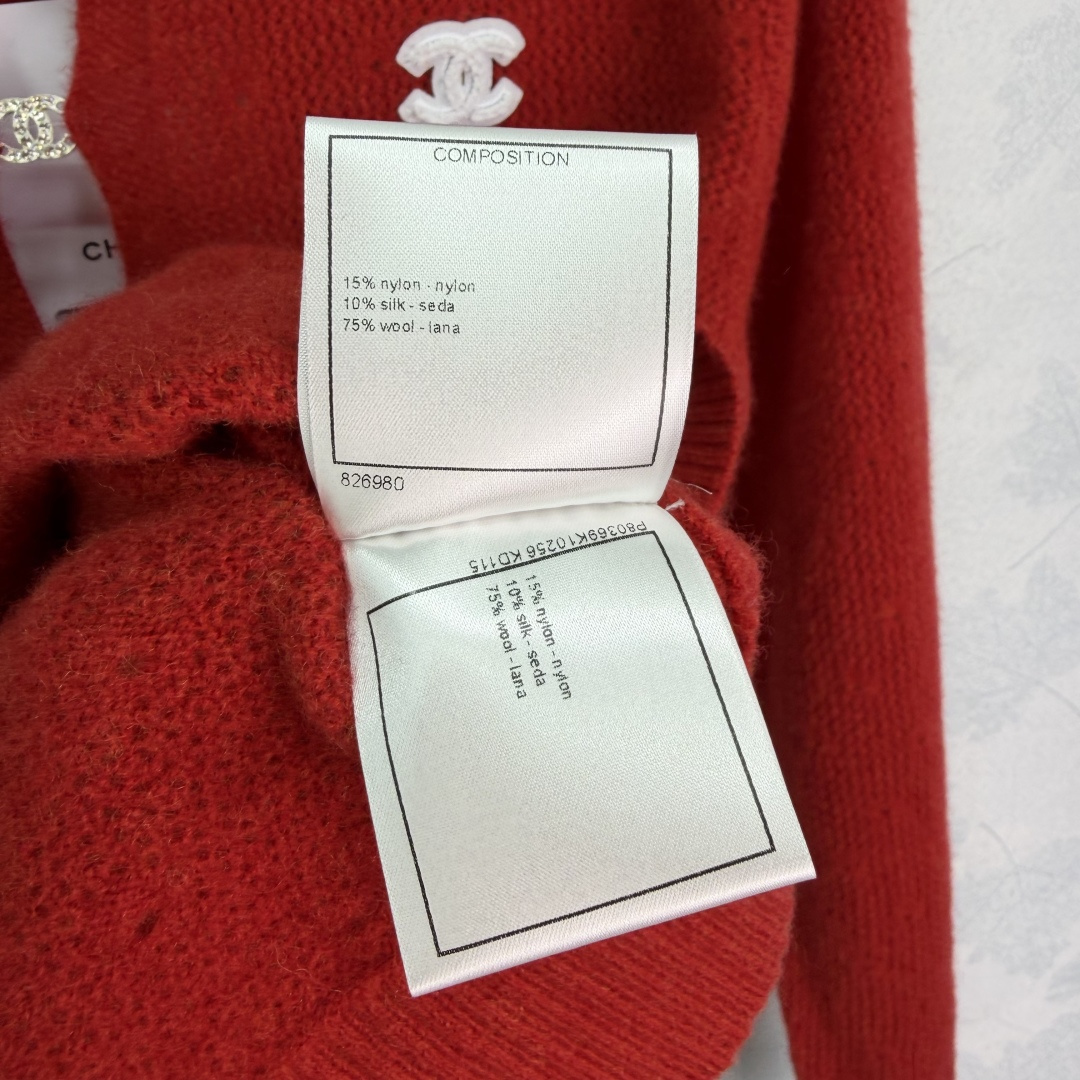 CH
COMPOSITION
15% nylon - nylon
10% silk - seda
75% wool - lana
826980
P80369K10256 KD115
15% nylon - nylon
10% silk - seda
75% wool - lana